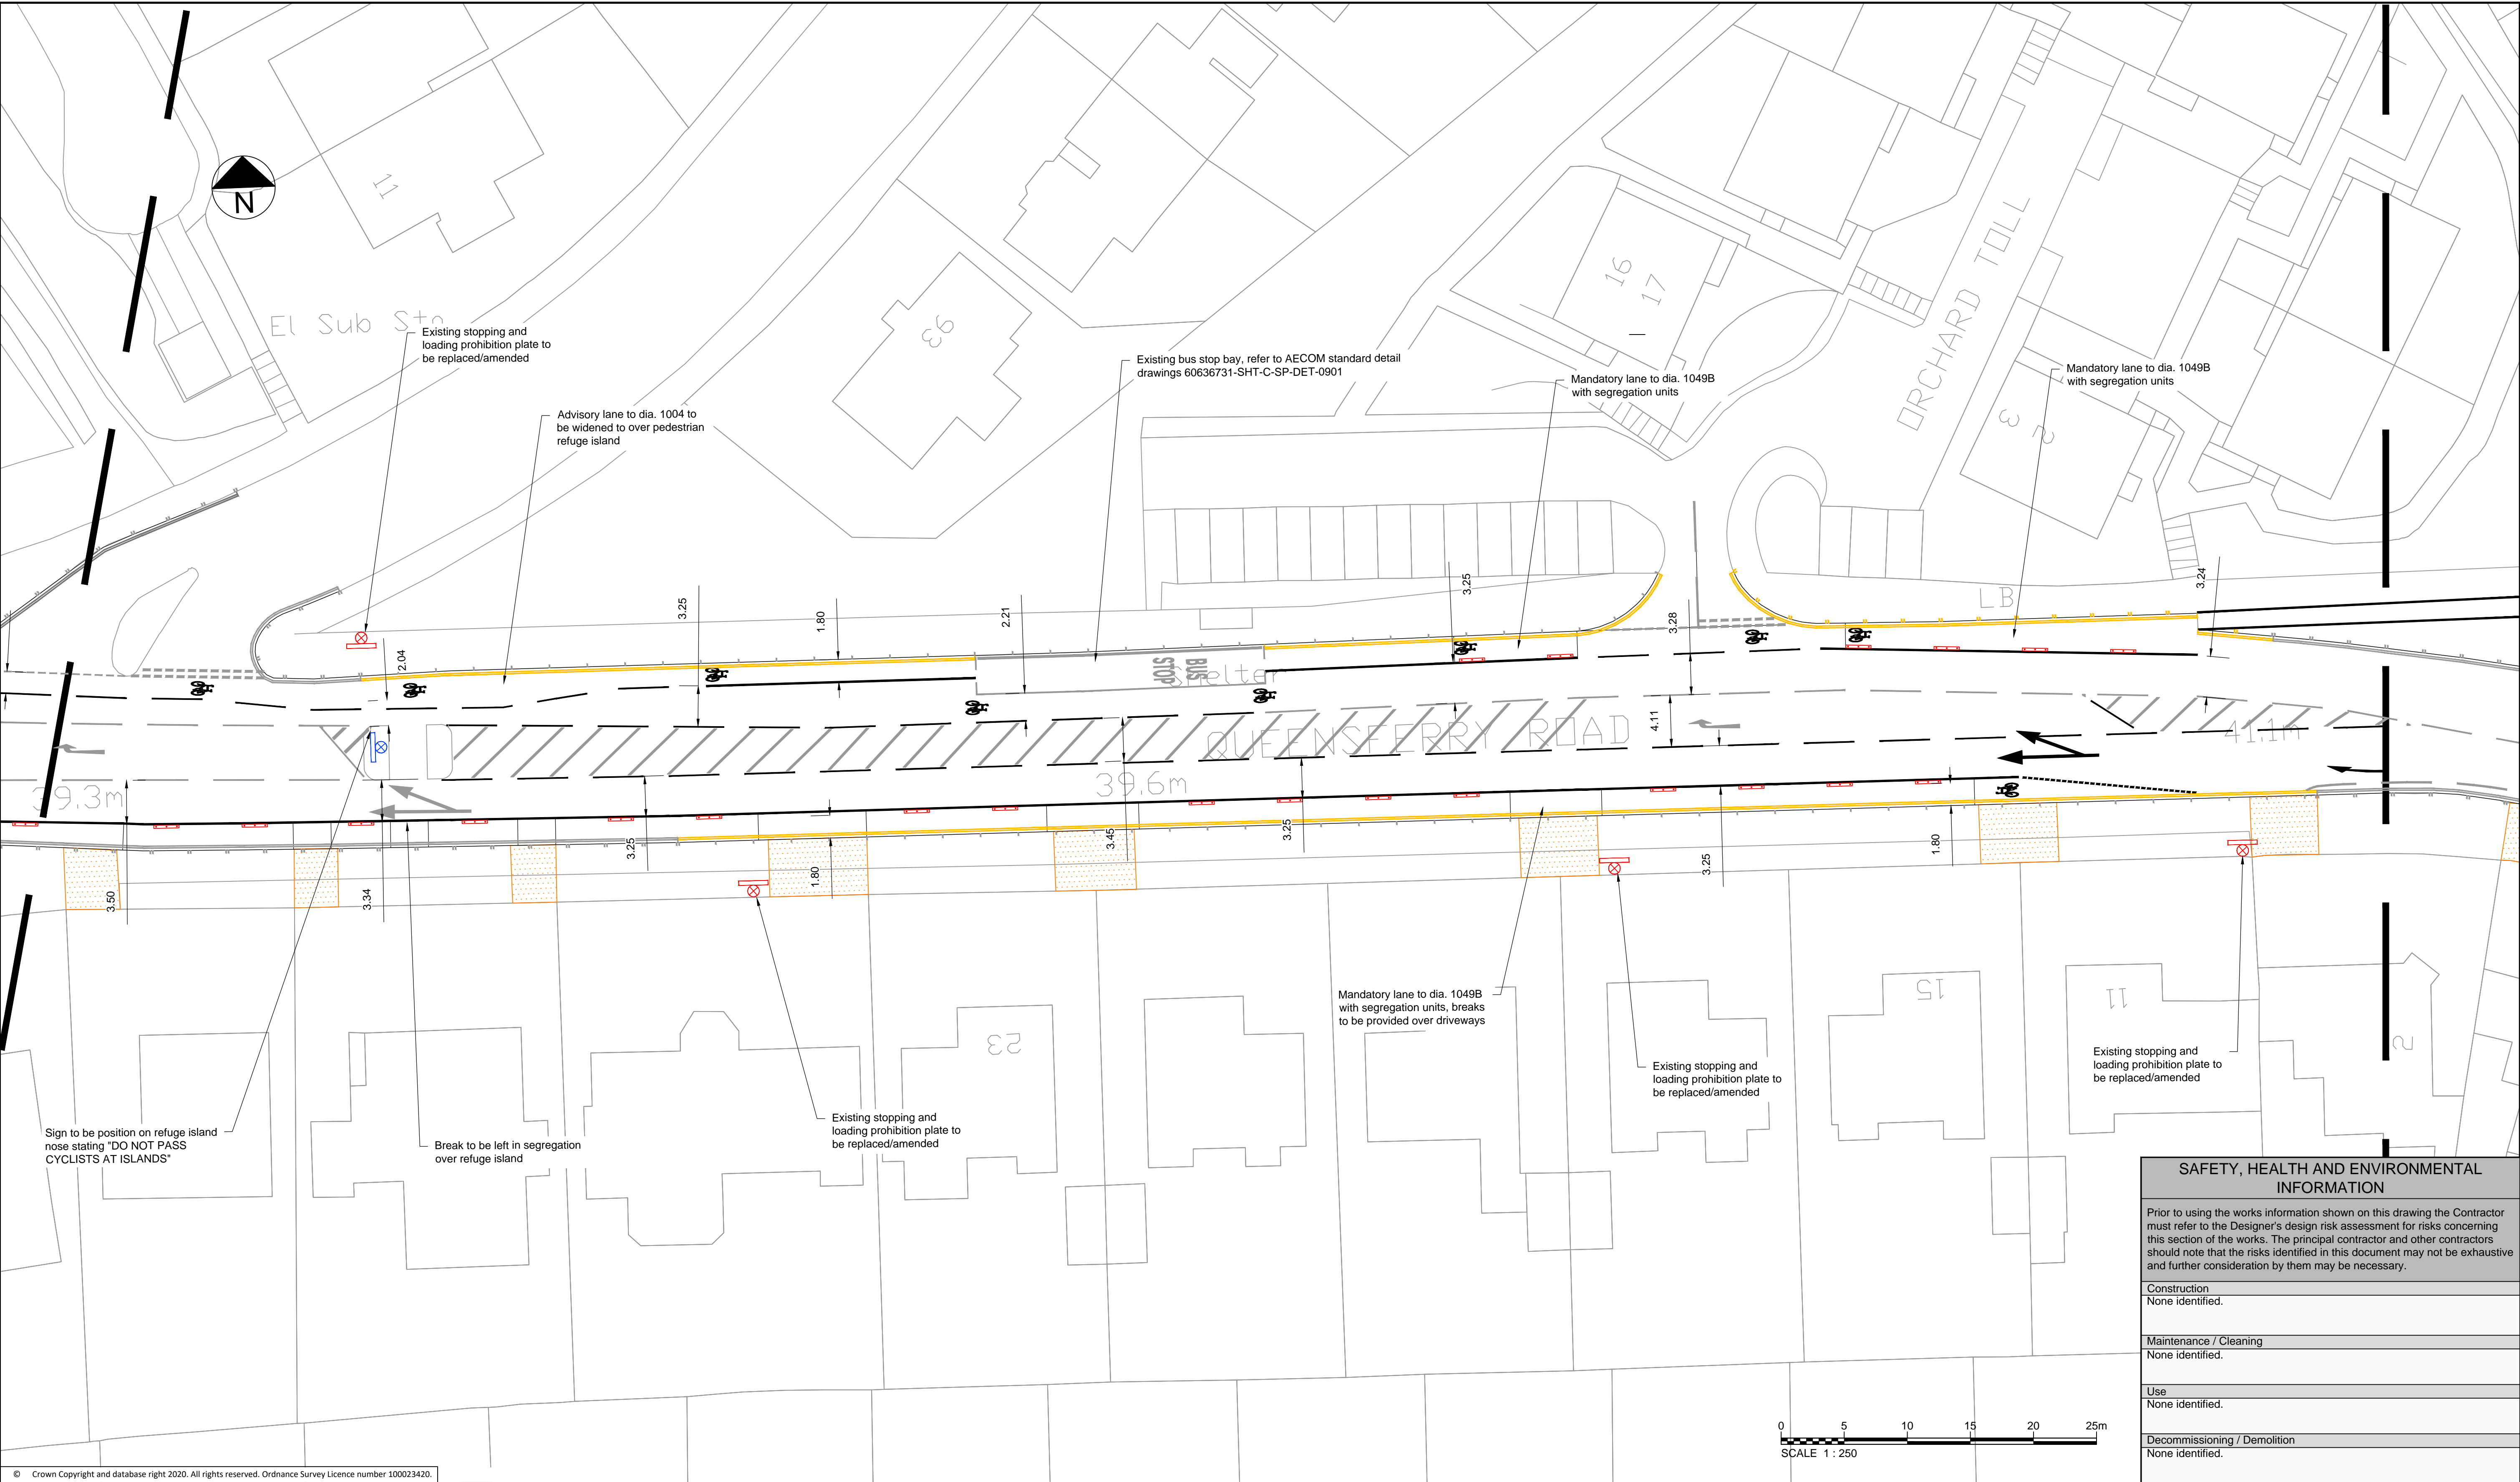 N
11
El Sub Sta
Existing stopping and
loading prohibition plate to
be replaced/amended
Advisory lane to dia. 1004 to
be widened to over pedestrian
refuge island
93
Existing bus stop bay, refer to AECOM standard detail
drawings 60636731-SHT-C-SP-DET-0901
16
17
Mandatory lane to dia. 1049B
with segregation units
ORCHARD TOLL
3
2
Mandatory lane to dia. 1049B
with segregation units
2.04
3.25
1.80
2.21
3.25
3.28
3.24
LB
BUS
STOP
Shelter
QUEENSFERRY ROAD
4.11
41.1m
39.3m
39.6m
3.50
3.34
3.25
1.80
3.45
3.25
3.25
1.80
Sign to be position on refuge island
nose stating "DO NOT PASS
CYCLISTS AT ISLANDS"
Break to be left in segregation
over refuge island
Existing stopping and
loading prohibition plate to
be replaced/amended
23
Mandatory lane to dia. 1049B
with segregation units, breaks
to be provided over driveways
Existing stopping and
loading prohibition plate to
be replaced/amended
15
11
Existing stopping and
loading prohibition plate to
be replaced/amended
2
SAFETY, HEALTH AND ENVIRONMENTAL
INFORMATION
Prior to using the works information shown on this drawing the Contractor
must refer to the Designer's design risk assessment for risks concerning
this section of the works. The principal contractor and other contractors
should note that the risks identified in this document may not be exhaustive
and further consideration by them may be necessary.
Construction
None identified.
Maintenance / Cleaning
None identified.
Use
None identified.
Decommissioning / Demolition
None identified.
0 5 10 15 20 25m
SCALE 1 : 250
© Crown Copyright and database right 2020. All rights reserved. Ordnance Survey Licence number 100023420.